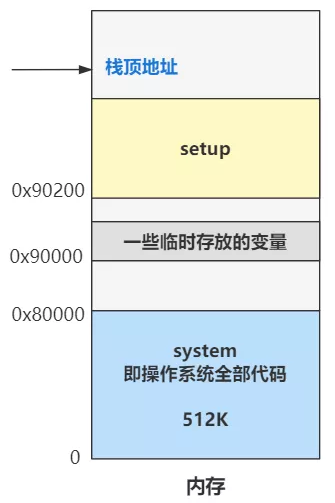 栈顶地址
setup
0x90200
一些临时存放的变量
0x90000
0x80000
system
即操作系统全部代码
512K
0
内存